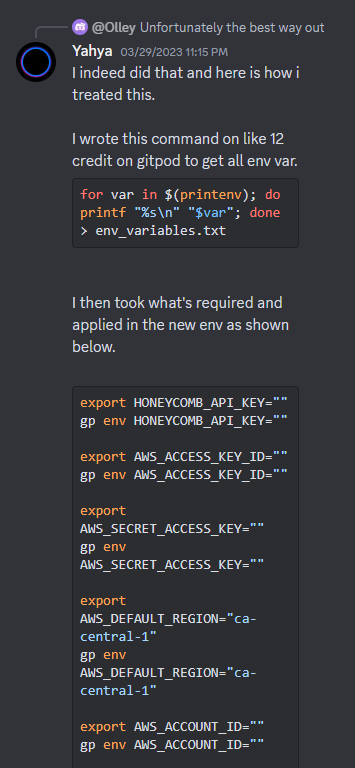 @Olley Unfortunately the best way out
Yahya 03/29/2023 11:15 PM
I indeed did that and here is how i
treated this.
I wrote this command on like 12
credit on gitpod to get all env var.
for var in $(printenv); do
printf "%s\n" "$var"; done
> env_variables.txt
I then took what's required and
applied in the new env as shown
below.
export HONEYCOMB_API_KEY=""
gp env HONEYCOMB_API_KEY=""
export AWS_ACCESS_KEY_ID=""
gp env AWS_ACCESS_KEY_ID=""
export
AWS_SECRET_ACCESS_KEY=""
gp env
AWS_SECRET_ACCESS_KEY=""
export
AWS_DEFAULT_REGION="ca-
central-1"
gp env
AWS_DEFAULT_REGION="ca-
central-1"
export AWS_ACCOUNT_ID=""
gp env AWS_ACCOUNT_ID=""